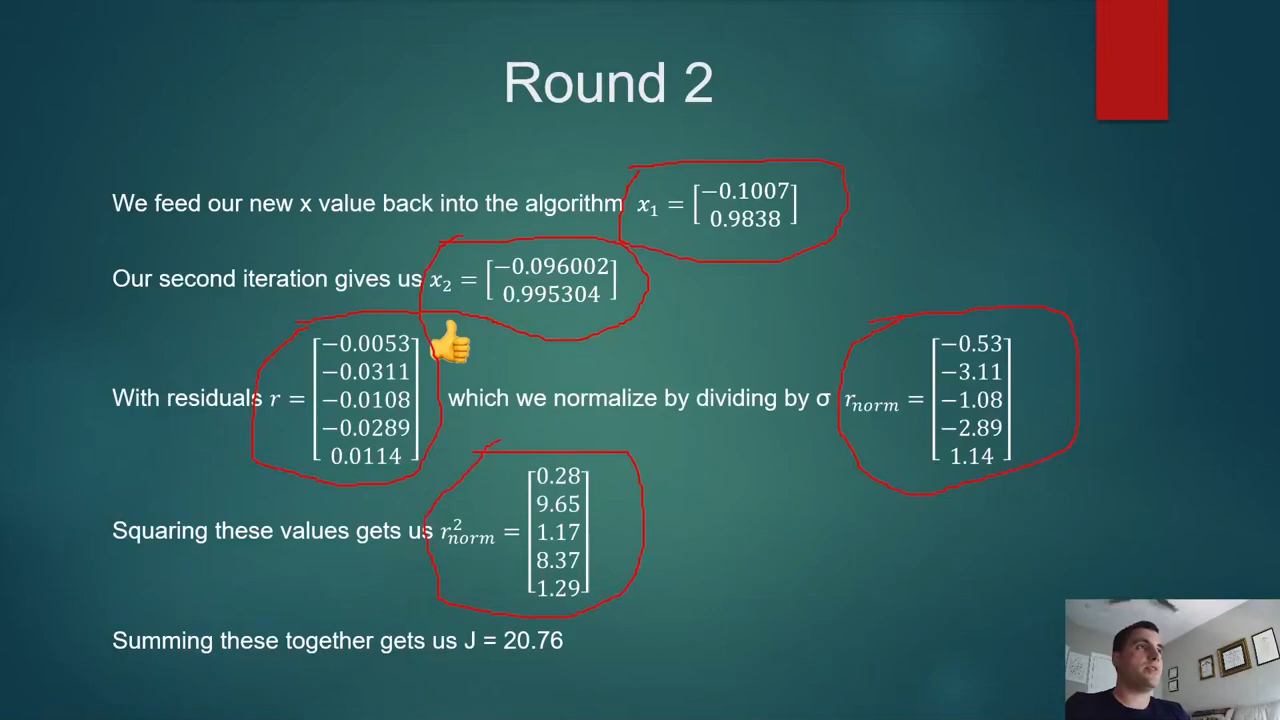 Round 2
We feed our new x value back into the algorithm x₁ = [−0.1007
0.9838]
Our second iteration gives us x₂ = [−0.096002
0.995304]
With residuals r = [−0.0053
−0.0311
−0.0108
−0.0289
0.0114] which we normalize by dividing by σ r_norm = [−0.53
−3.11
−1.08
−2.89
1.14]
Squaring these values gets us r²_norm = [0.28
9.65
1.17
8.37
1.29]
Summing these together gets us J = 20.76